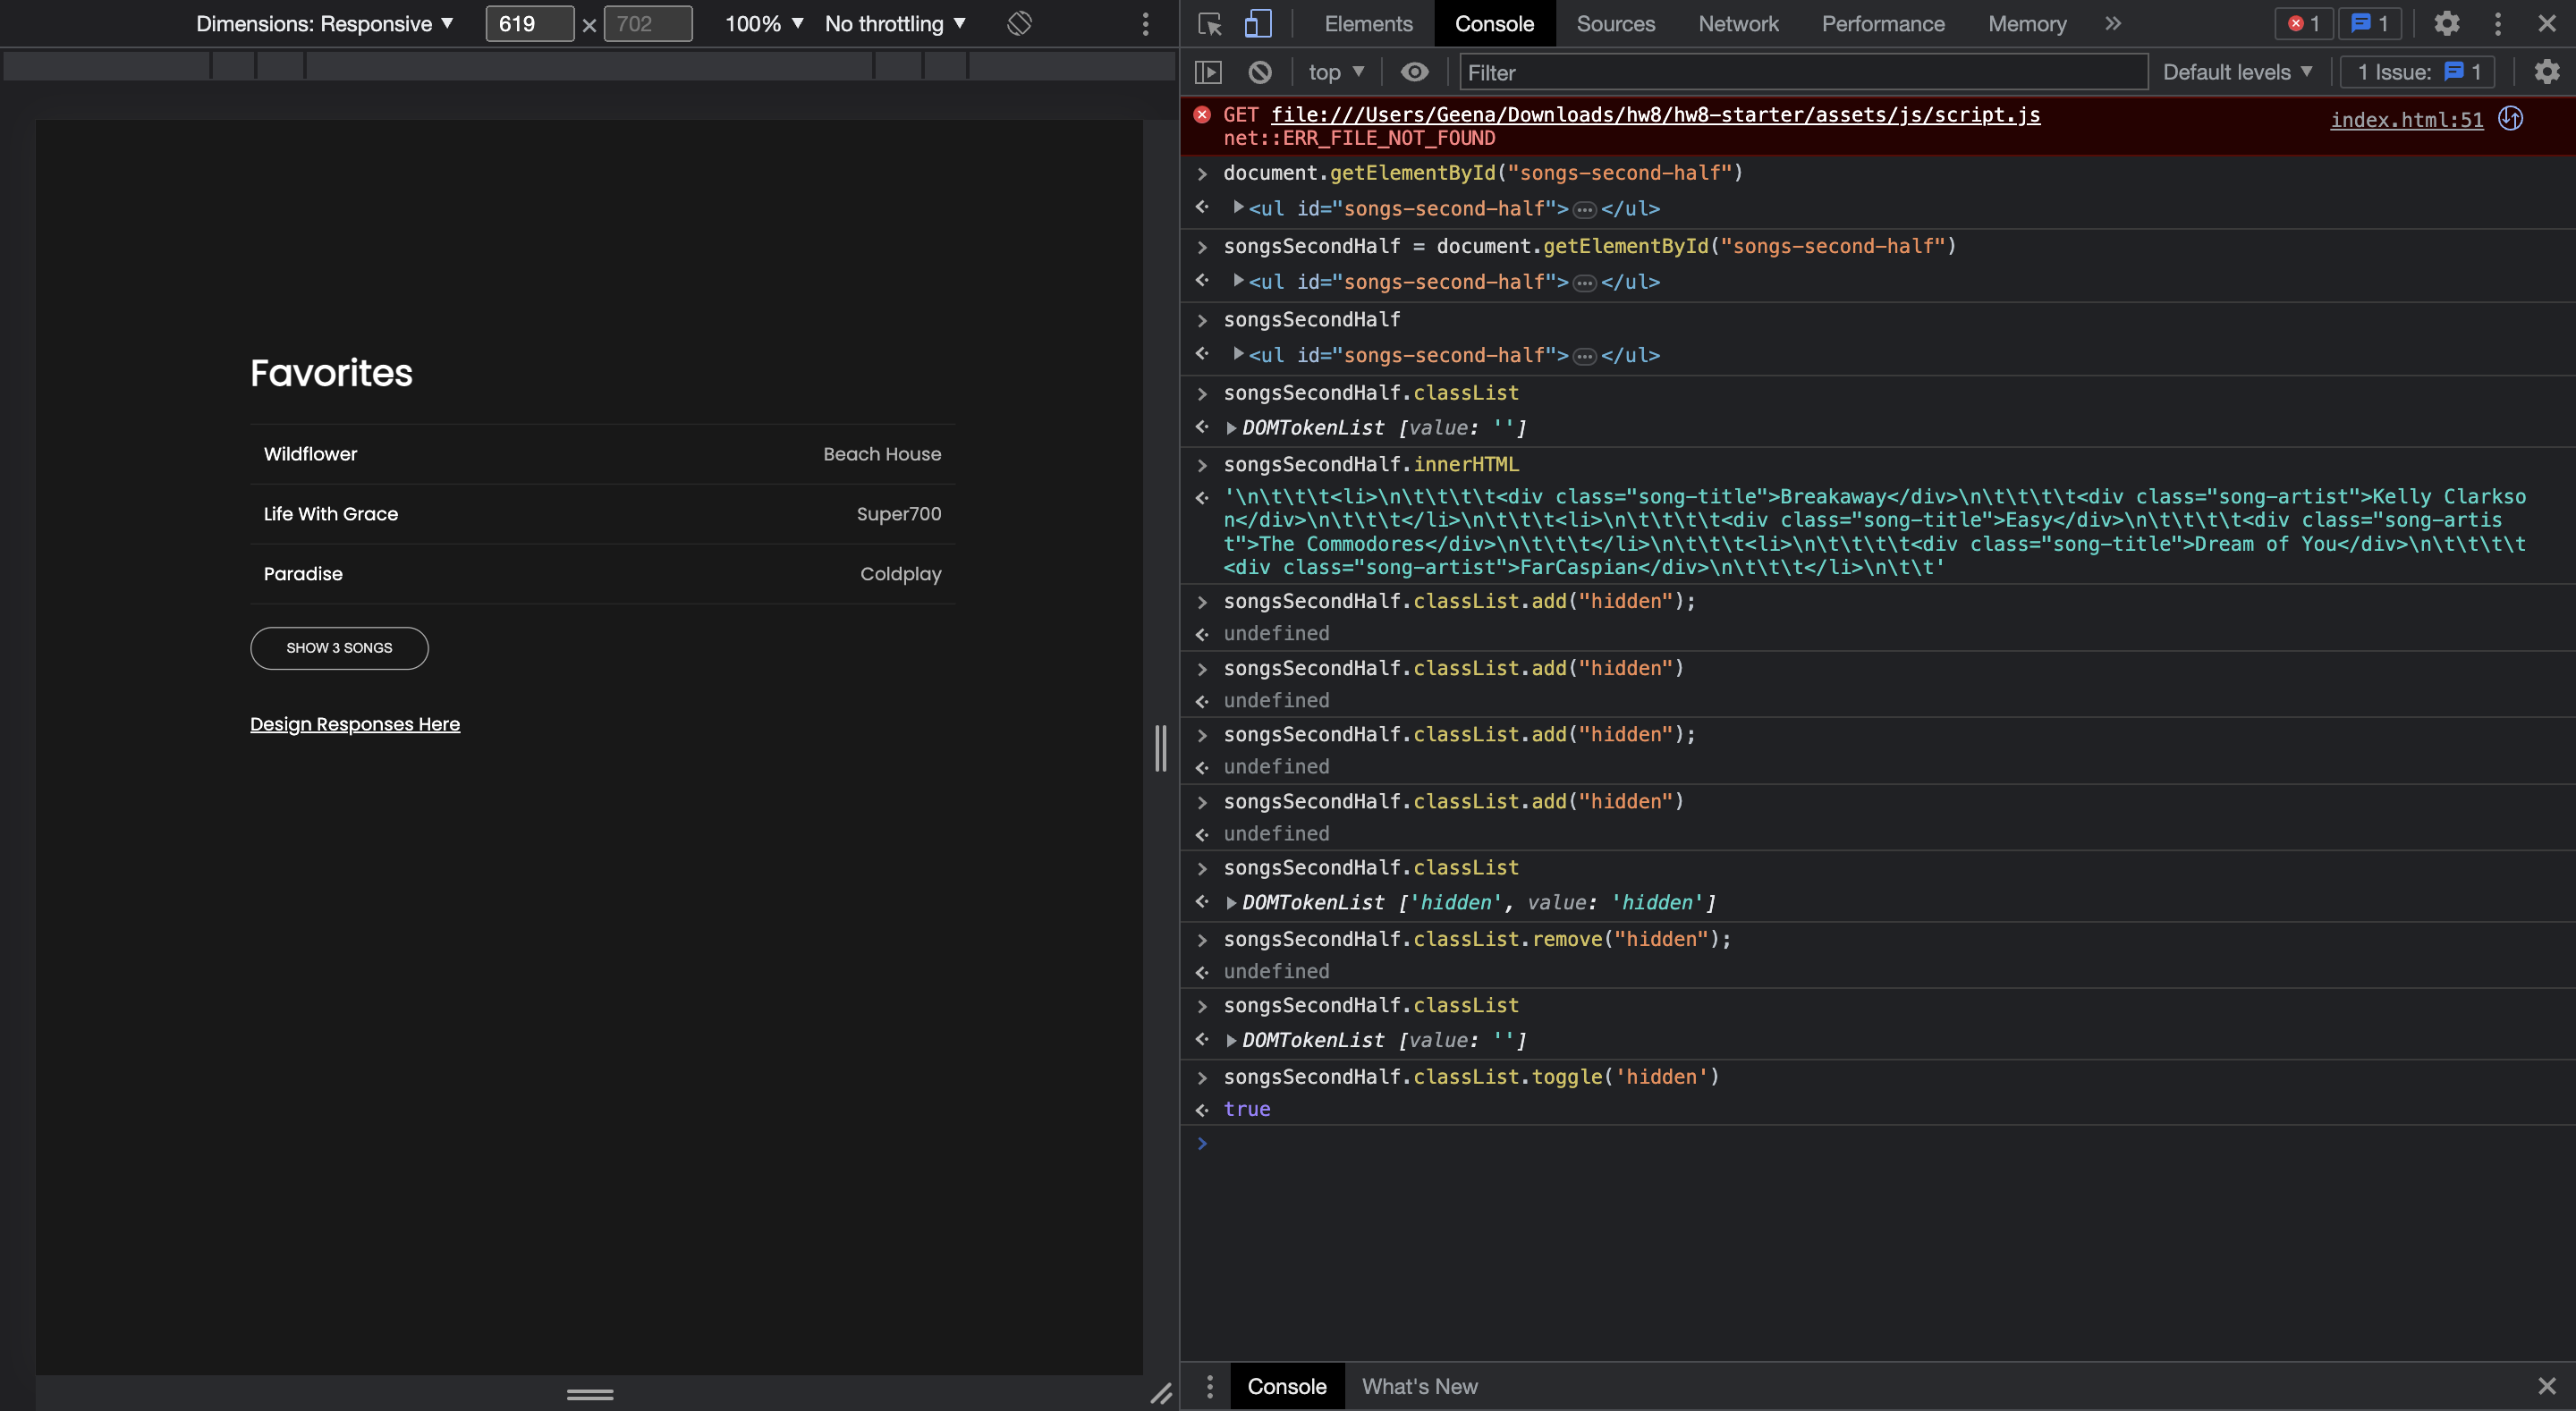 Dimensions: Responsive ▼ 619 × 702 100% ▼ No throttling ▼
Favorites
Wildflower Beach House
Life With Grace Super700
Paradise Coldplay
SHOW 3 SONGS
Design Responses Here
Elements Console Sources Network Performance Memory » 1 1
top ▼ Filter Default levels ▼ 1 Issue: 1
GET file:///Users/Geena/Downloads/hw8/hw8-starter/assets/js/script.js index.html:51
net::ERR_FILE_NOT_FOUND
> document.getElementById("songs-second-half")
<ul id="songs-second-half">…</ul>
> songsSecondHalf = document.getElementById("songs-second-half")
<ul id="songs-second-half">…</ul>
> songsSecondHalf
<ul id="songs-second-half">…</ul>
> songsSecondHalf.classList
DOMTokenList [value: '']
> songsSecondHalf.innerHTML
'\n\t\t\t<li>\n\t\t\t\t<div class="song-title">Breakaway</div>\n\t\t\t\t<div class="song-artist">Kelly Clarkso
n</div>\n\t\t\t</li>\n\t\t\t<li>\n\t\t\t\t<div class="song-title">Easy</div>\n\t\t\t\t<div class="song-artis
t">The Commodores</div>\n\t\t\t</li>\n\t\t\t<li>\n\t\t\t\t<div class="song-title">Dream of You</div>\n\t\t\t\t
<div class="song-artist">FarCaspian</div>\n\t\t\t</li>\n\t\t'
> songsSecondHalf.classList.add("hidden");
undefined
> songsSecondHalf.classList.add("hidden")
undefined
> songsSecondHalf.classList.add("hidden");
undefined
> songsSecondHalf.classList.add("hidden")
undefined
> songsSecondHalf.classList
DOMTokenList ['hidden', value: 'hidden']
> songsSecondHalf.classList.remove("hidden");
undefined
> songsSecondHalf.classList
DOMTokenList [value: '']
> songsSecondHalf.classList.toggle('hidden')
true
>
Console What's New